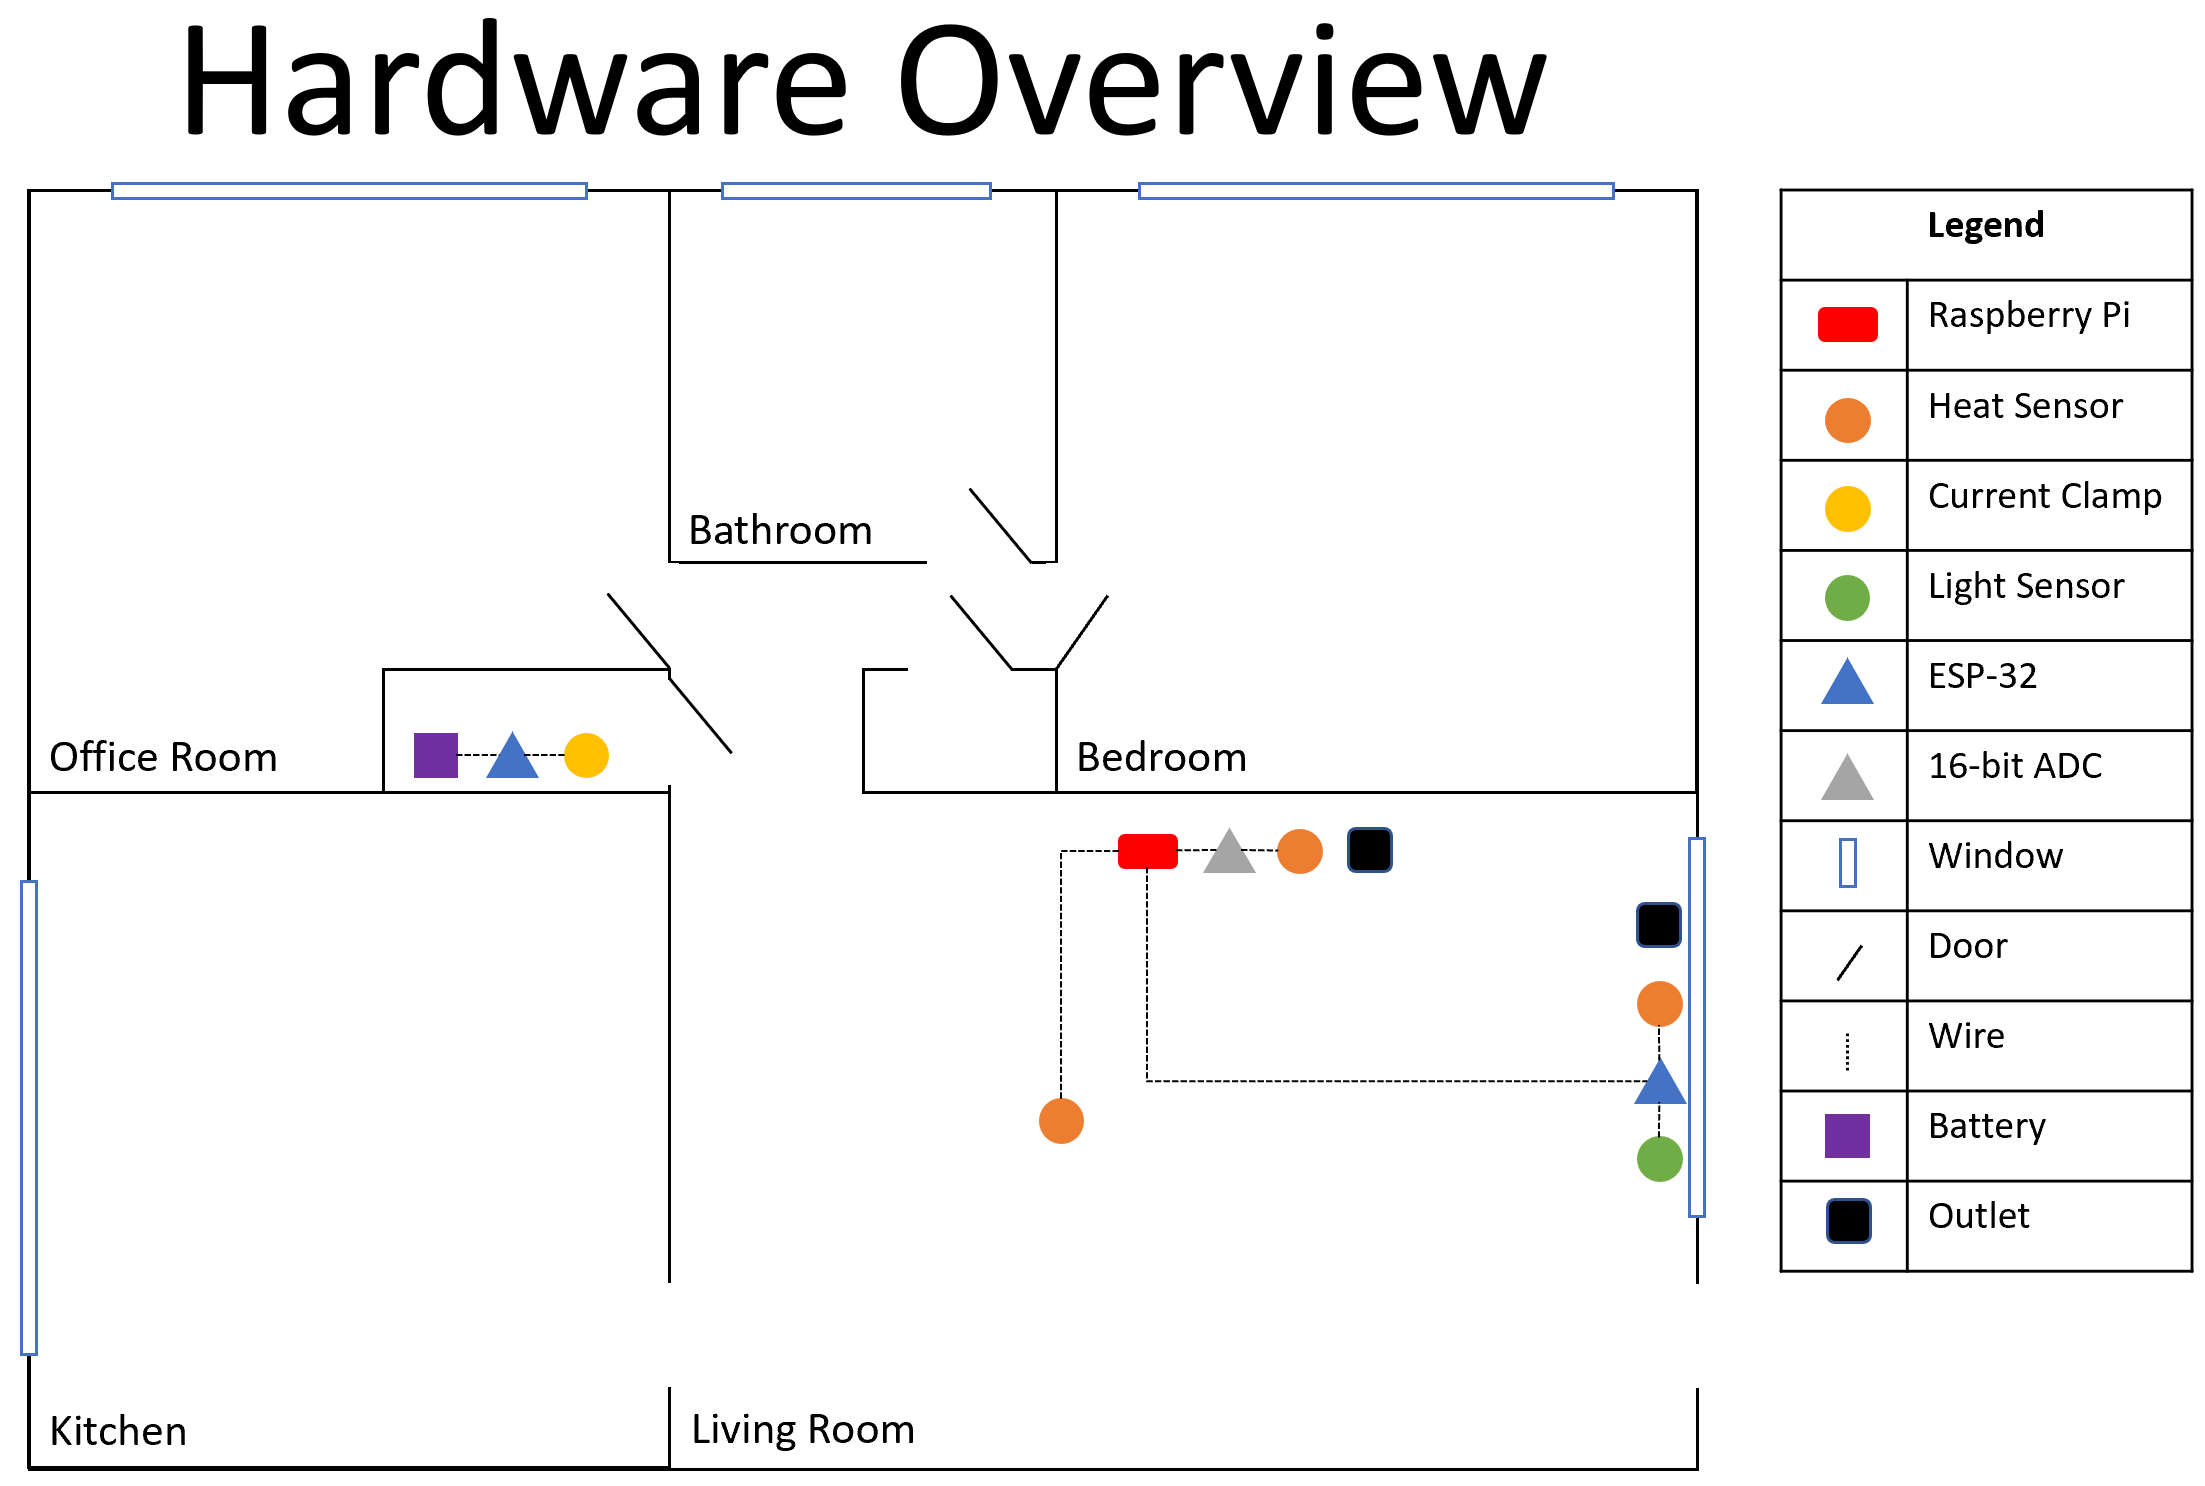 Hardware Overview
Bathroom
Office Room
Bedroom
Kitchen
Living Room
Legend
Raspberry Pi
Heat Sensor
Current Clamp
Light Sensor
ESP-32
16-bit ADC
Window
Door
Wire
Battery
Outlet